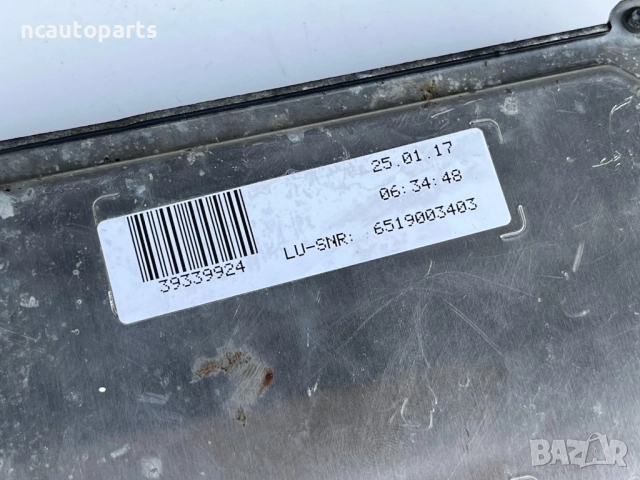 ncautoparts
25.01.17
06:34:48
LU-SNR: 6519003403
39339924
BAZAR